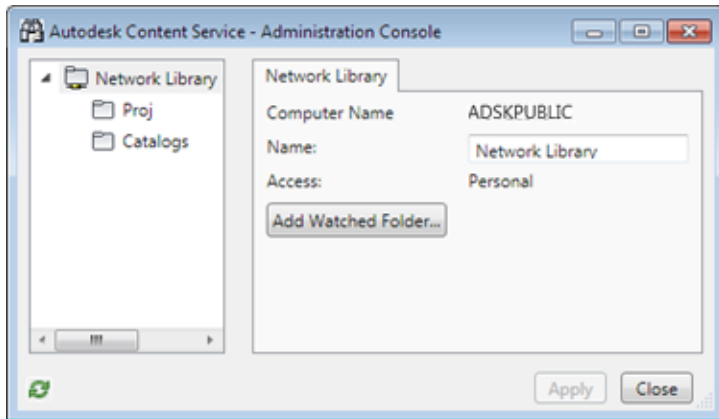 Autodesk Content Service - Administration Console
Network Library
Proj
Catalogs
Network Library
Computer Name ADSKPUBLIC
Name: Network Library
Access: Personal
Add Watched Folder...
Apply Close